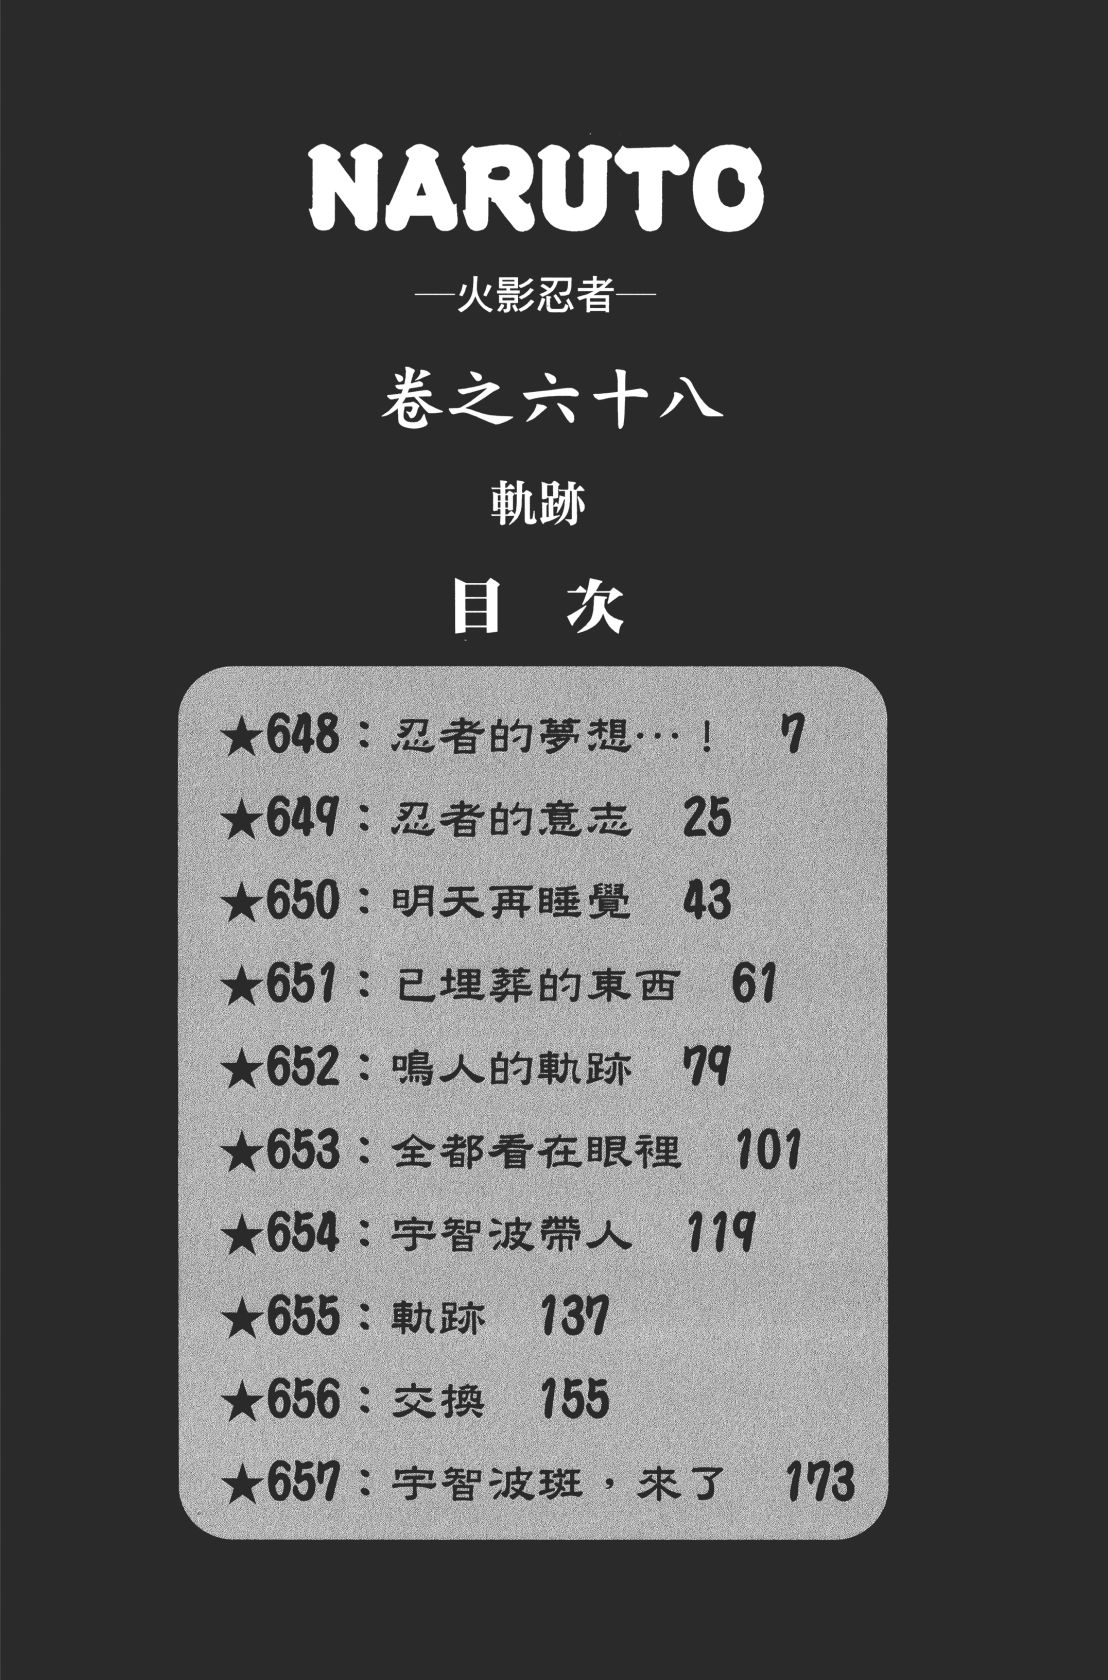 NARUTO
─火影忍者─
卷之六十八
軌跡
目 次
★648：忍者的夢想…！ 7
★649：忍者的意志 25
★650：明天再睡覺 43
★651：已埋葬的東西 61
★652：鳴人的軌跡 79
★653：全都看在眼裡 101
★654：宇智波帶人 119
★655：軌跡 137
★656：交換 155
★657：宇智波斑，來了 173